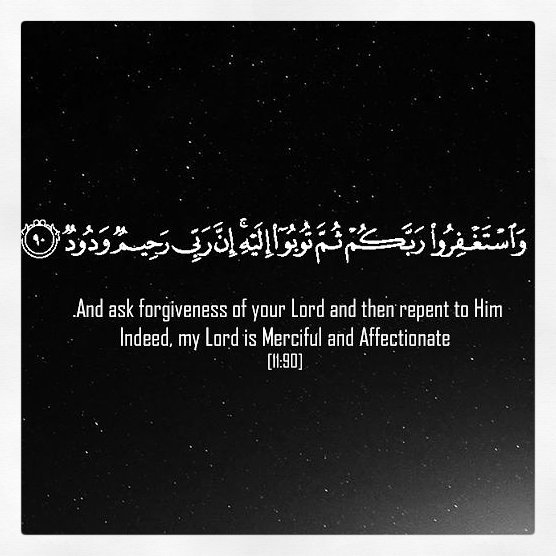 وَٱسْتَغْفِرُوا۟ رَبَّكُمْ ثُمَّ تُوبُوٓا۟ إِلَيْهِ ۚ إِنَّ رَبِّى رَحِيمٌ وَدُودٌ ٩٠
.And ask forgiveness of your Lord and then repent to Him
Indeed, my Lord is Merciful and Affectionate
[11:90]